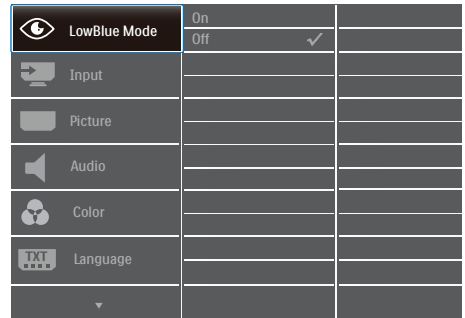 LowBlue Mode
On
Off
Input
Picture
Audio
Color
TXT
Language